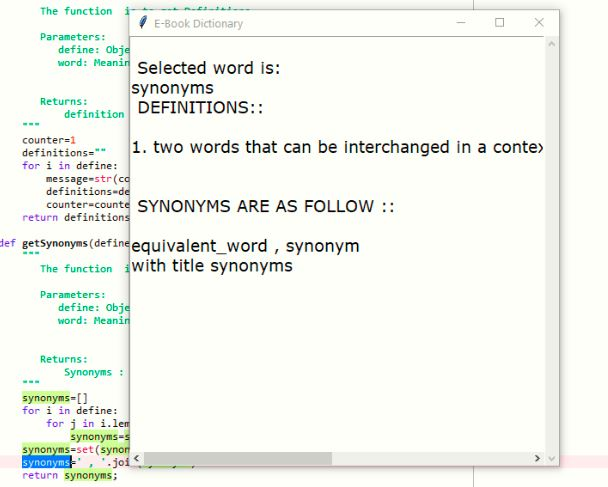 The function is to get Definitions
E-Book Dictionary
Parameters:
define: Obje
word: Meanin
Returns:
definition
"""
counter=1
definitions=""
for i in define:
message=str(co
definitions=de
counter=counte
return definitions
def getSynonyms(define
"""
The function i
Parameters:
define: Obje
word: Meanin
Returns:
Synonyms :
"""
synonyms=[]
for i in define:
for j in i.lem
synonyms=s
synonyms=set(synon
synonyms=' , '.joi
return synonyms;
Selected word is:
synonyms
DEFINITIONS::
1. two words that can be interchanged in a contex
SYNONYMS ARE AS FOLLOW ::
equivalent_word , synonym
with title synonyms